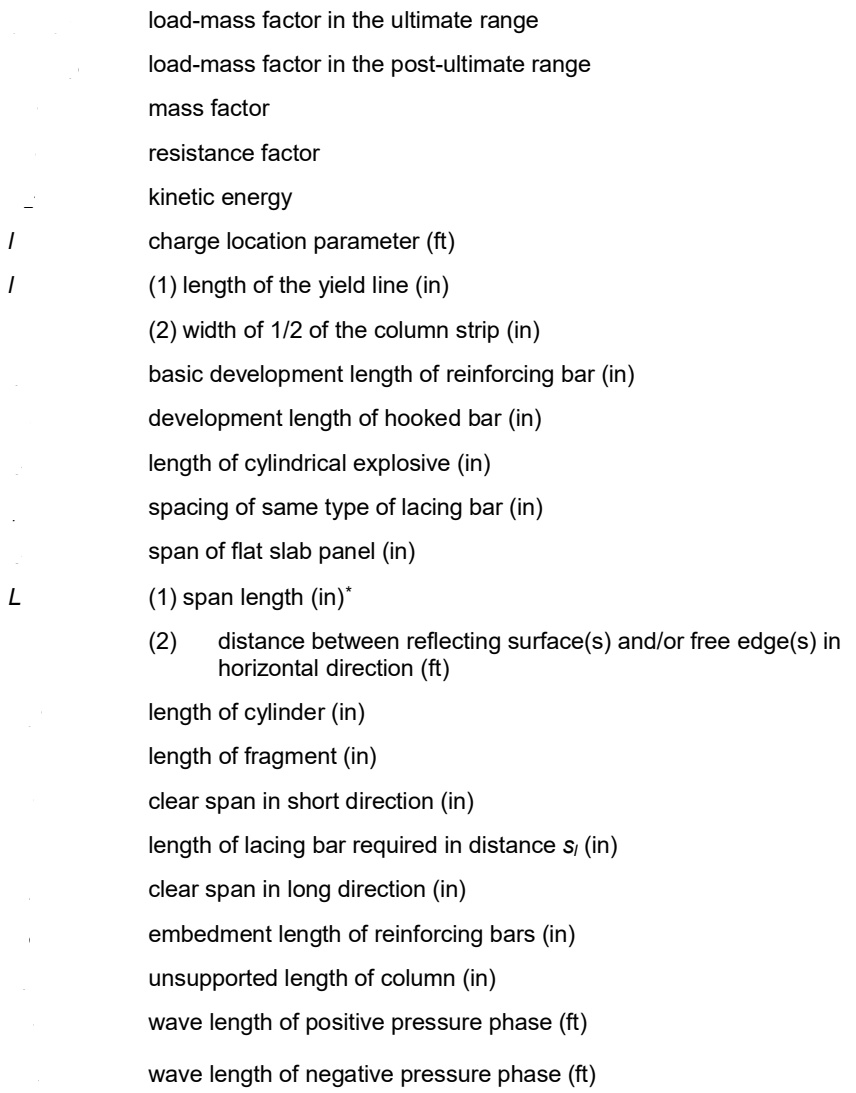 load-mass factor in the ultimate range
load-mass factor in the post-ultimate range
mass factor
resistance factor
kinetic energy
l charge location parameter (ft)
l (1) length of the yield line (in)
(2) width of 1/2 of the column strip (in)
basic development length of reinforcing bar (in)
development length of hooked bar (in)
length of cylindrical explosive (in)
spacing of same type of lacing bar (in)
span of flat slab panel (in)
L (1) span length (in)*
(2) distance between reflecting surface(s) and/or free edge(s) in
horizontal direction (ft)
length of cylinder (in)
length of fragment (in)
clear span in short direction (in)
length of lacing bar required in distance sl (in)
clear span in long direction (in)
embedment length of reinforcing bars (in)
unsupported length of column (in)
wave length of positive pressure phase (ft)
wave length of negative pressure phase (ft)